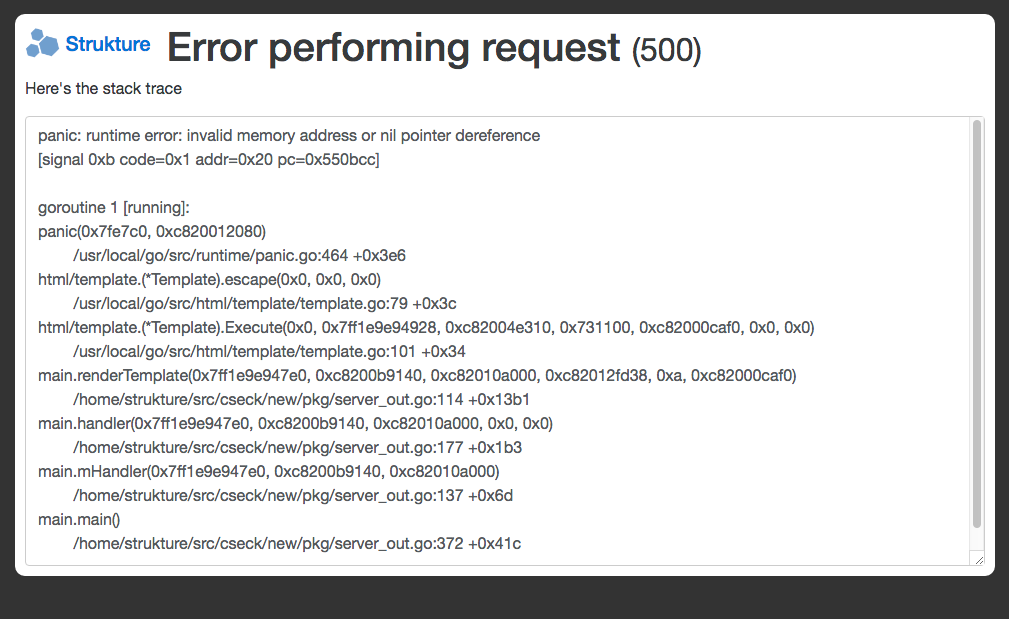 Strukture Error performing request (500)
Here's the stack trace
panic: runtime error: invalid memory address or nil pointer dereference
[signal 0xb code=0x1 addr=0x20 pc=0x550bcc]
goroutine 1 [running]:
panic(0x7fe7c0, 0xc820012080)
/usr/local/go/src/runtime/panic.go:464 +0x3e6
html/template.(*Template).escape(0x0, 0x0, 0x0)
/usr/local/go/src/html/template/template.go:79 +0x3c
html/template.(*Template).Execute(0x0, 0x7ff1e9e94928, 0xc82004e310, 0x731100, 0xc82000caf0, 0x0, 0x0)
/usr/local/go/src/html/template/template.go:101 +0x34
main.renderTemplate(0x7ff1e9e947e0, 0xc8200b9140, 0xc82010a000, 0xc82012fd38, 0xa, 0xc82000caf0)
/home/strukture/src/cseck/new/pkg/server_out.go:114 +0x13b1
main.handler(0x7ff1e9e947e0, 0xc8200b9140, 0xc82010a000, 0x0, 0x0)
/home/strukture/src/cseck/new/pkg/server_out.go:177 +0x1b3
main.mHandler(0x7ff1e9e947e0, 0xc8200b9140, 0xc82010a000)
/home/strukture/src/cseck/new/pkg/server_out.go:137 +0x6d
main.main()
/home/strukture/src/cseck/new/pkg/server_out.go:372 +0x41c